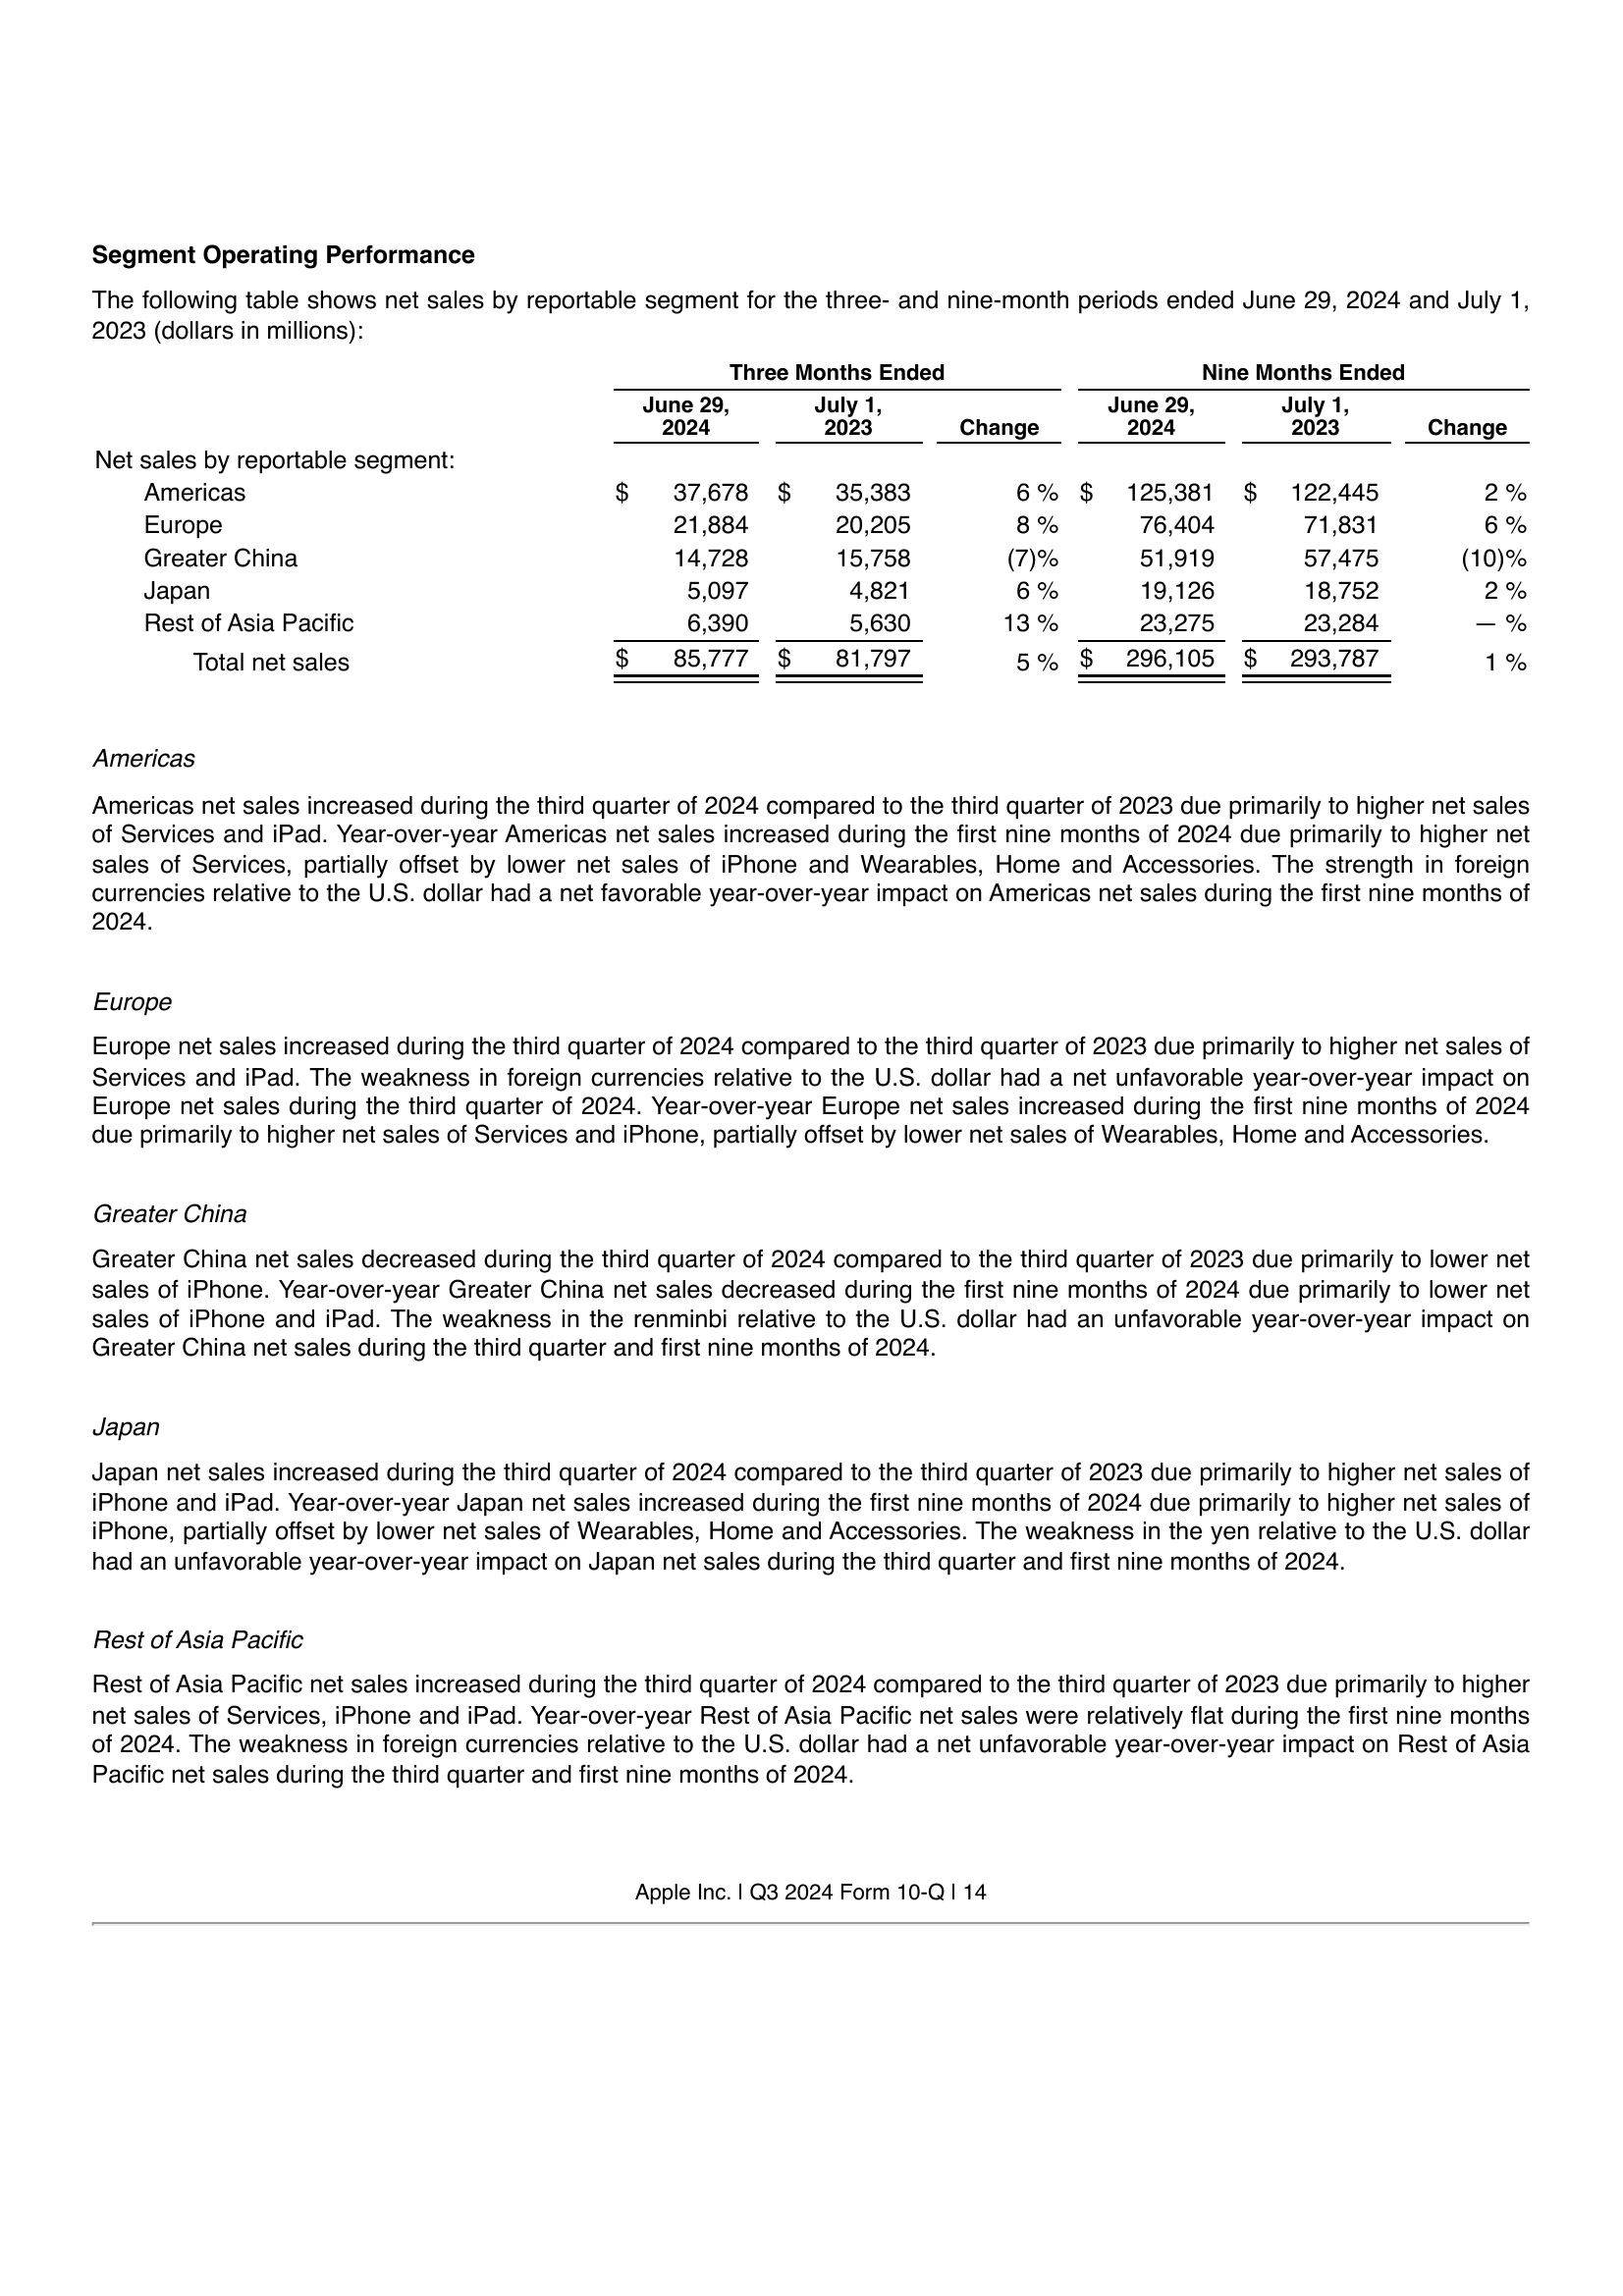 Segment Operating Performance
The following table shows net sales by reportable segment for the three- and nine-month periods ended June 29, 2024 and July 1,
2023 (dollars in millions):
Three Months Ended Nine Months Ended
June 29, 2024 July 1, 2023 Change June 29, 2024 July 1, 2023 Change
Net sales by reportable segment:
Americas $ 37,678 $ 35,383 6 % $ 125,381 $ 122,445 2 %
Europe 21,884 20,205 8 % 76,404 71,831 6 %
Greater China 14,728 15,758 (7)% 51,919 57,475 (10)%
Japan 5,097 4,821 6 % 19,126 18,752 2 %
Rest of Asia Pacific 6,390 5,630 13 % 23,275 23,284 — %
Total net sales $ 85,777 $ 81,797 5 % $ 296,105 $ 293,787 1 %
Americas
Americas net sales increased during the third quarter of 2024 compared to the third quarter of 2023 due primarily to higher net sales
of Services and iPad. Year-over-year Americas net sales increased during the first nine months of 2024 due primarily to higher net
sales of Services, partially offset by lower net sales of iPhone and Wearables, Home and Accessories. The strength in foreign
currencies relative to the U.S. dollar had a net favorable year-over-year impact on Americas net sales during the first nine months of
2024.
Europe
Europe net sales increased during the third quarter of 2024 compared to the third quarter of 2023 due primarily to higher net sales of
Services and iPad. The weakness in foreign currencies relative to the U.S. dollar had a net unfavorable year-over-year impact on
Europe net sales during the third quarter of 2024. Year-over-year Europe net sales increased during the first nine months of 2024
due primarily to higher net sales of Services and iPhone, partially offset by lower net sales of Wearables, Home and Accessories.
Greater China
Greater China net sales decreased during the third quarter of 2024 compared to the third quarter of 2023 due primarily to lower net
sales of iPhone. Year-over-year Greater China net sales decreased during the first nine months of 2024 due primarily to lower net
sales of iPhone and iPad. The weakness in the renminbi relative to the U.S. dollar had an unfavorable year-over-year impact on
Greater China net sales during the third quarter and first nine months of 2024.
Japan
Japan net sales increased during the third quarter of 2024 compared to the third quarter of 2023 due primarily to higher net sales of
iPhone and iPad. Year-over-year Japan net sales increased during the first nine months of 2024 due primarily to higher net sales of
iPhone, partially offset by lower net sales of Wearables, Home and Accessories. The weakness in the yen relative to the U.S. dollar
had an unfavorable year-over-year impact on Japan net sales during the third quarter and first nine months of 2024.
Rest of Asia Pacific
Rest of Asia Pacific net sales increased during the third quarter of 2024 compared to the third quarter of 2023 due primarily to higher
net sales of Services, iPhone and iPad. Year-over-year Rest of Asia Pacific net sales were relatively flat during the first nine months
of 2024. The weakness in foreign currencies relative to the U.S. dollar had a net unfavorable year-over-year impact on Rest of Asia
Pacific net sales during the third quarter and first nine months of 2024.
Apple Inc. | Q3 2024 Form 10-Q | 14